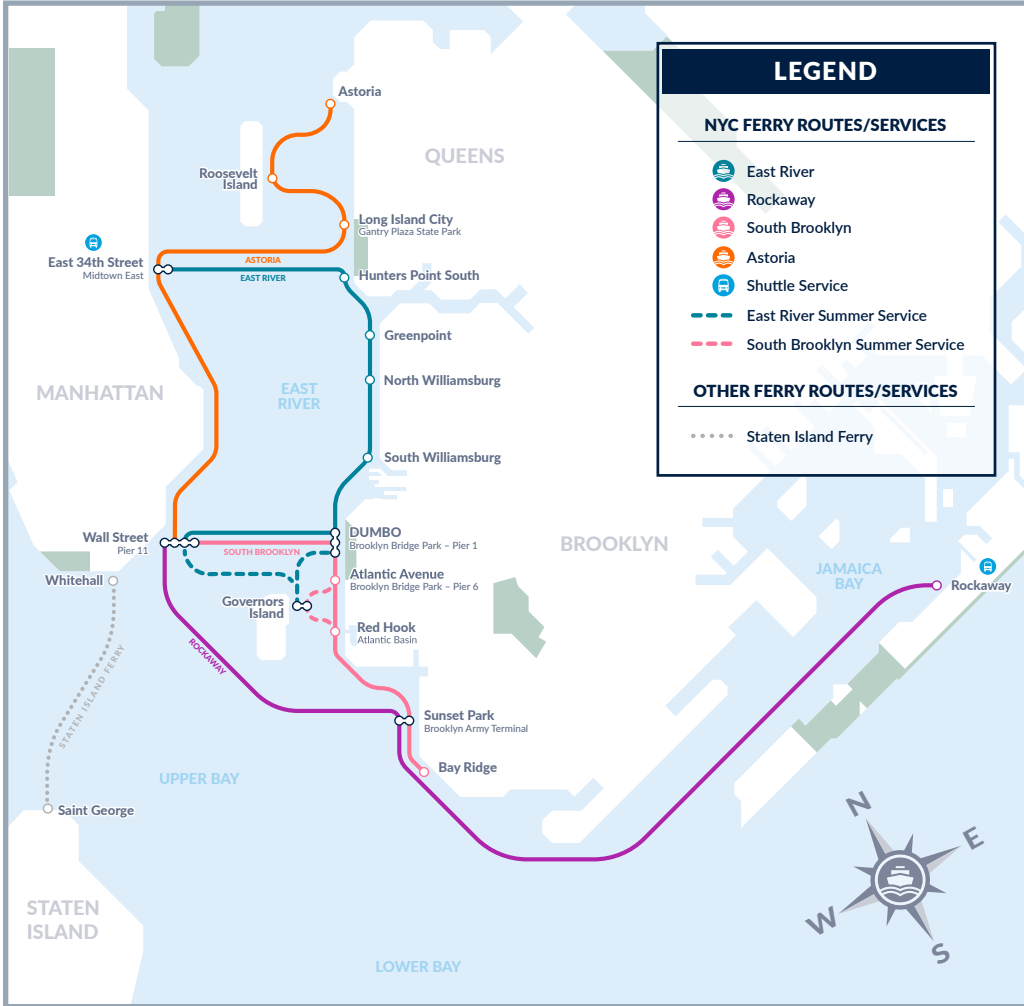 LEGEND
NYC FERRY ROUTES/SERVICES
East River
Rockaway
South Brooklyn
Astoria
Shuttle Service
East River Summer Service
South Brooklyn Summer Service
OTHER FERRY ROUTES/SERVICES
Staten Island Ferry
Astoria
QUEENS
Roosevelt
Island
Long Island City
Gantry Plaza State Park
East 34th Street
Midtown East
ASTORIA
EAST RIVER
Hunters Point South
Greenpoint
North Williamsburg
MANHATTAN
EAST
RIVER
South Williamsburg
Wall Street
Pier 11
SOUTH BROOKLYN
DUMBO
Brooklyn Bridge Park – Pier 1
BROOKLYN
Whitehall
Atlantic Avenue
Brooklyn Bridge Park – Pier 6
JAMAICA
BAY
Rockaway
Governors
Island
Red Hook
Atlantic Basin
ROCKAWAY
STATEN ISLAND FERRY
Sunset Park
Brooklyn Army Terminal
Bay Ridge
UPPER BAY
Saint George
STATEN
ISLAND
LOWER BAY
N
E
W
S